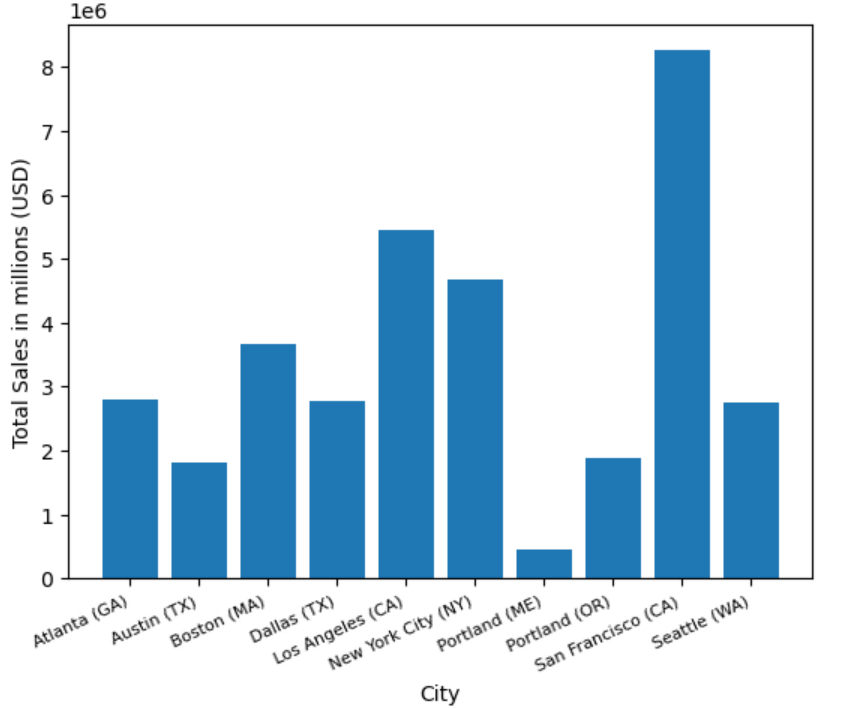 1e6
Total Sales in millions (USD)
8
7
6
5
4
3
2
1
0
Atlanta (GA)
Austin (TX)
Boston (MA)
Dallas (TX)
Los Angeles (CA)
New York City (NY)
Portland (ME)
Portland (OR)
San Francisco (CA)
Seattle (WA)
City